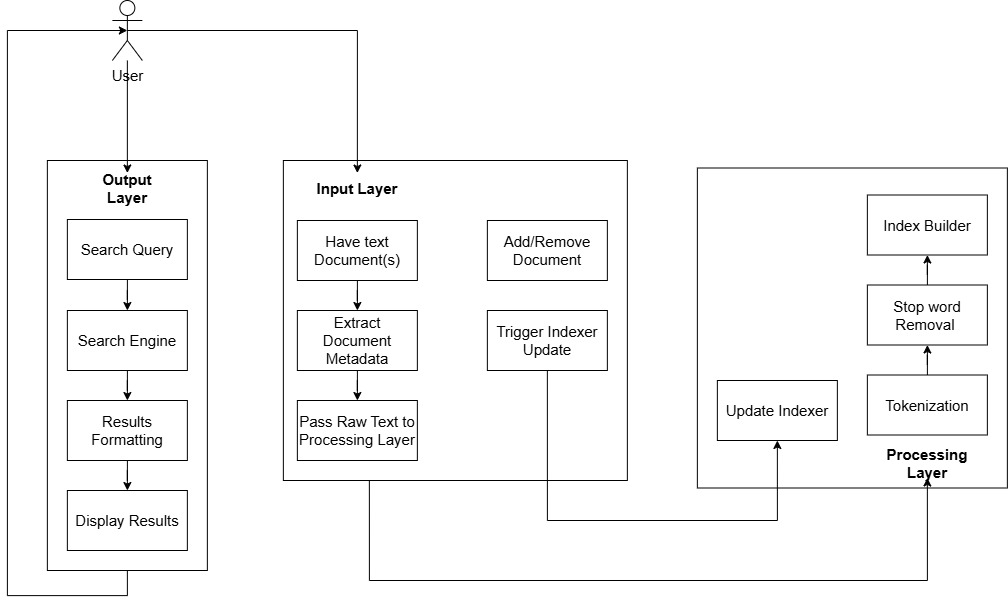 User
Output
Layer
Search Query
Search Engine
Results
Formatting
Display Results
Input Layer
Have text
Document(s)
Extract
Document
Metadata
Pass Raw Text to
Processing Layer
Add/Remove
Document
Trigger Indexer
Update
Update Indexer
Index Builder
Stop word
Removal
Tokenization
Processing
Layer